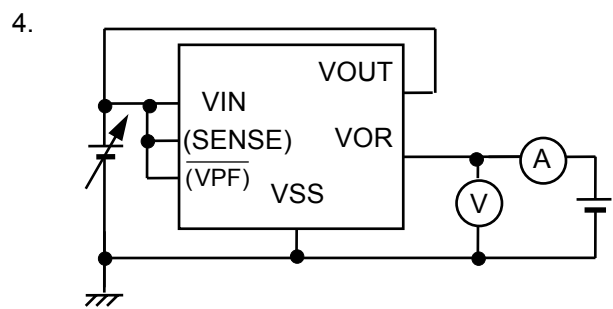 4.
VOUT
VIN
(SENSE) VOR
(VPF)
VSS
A
V